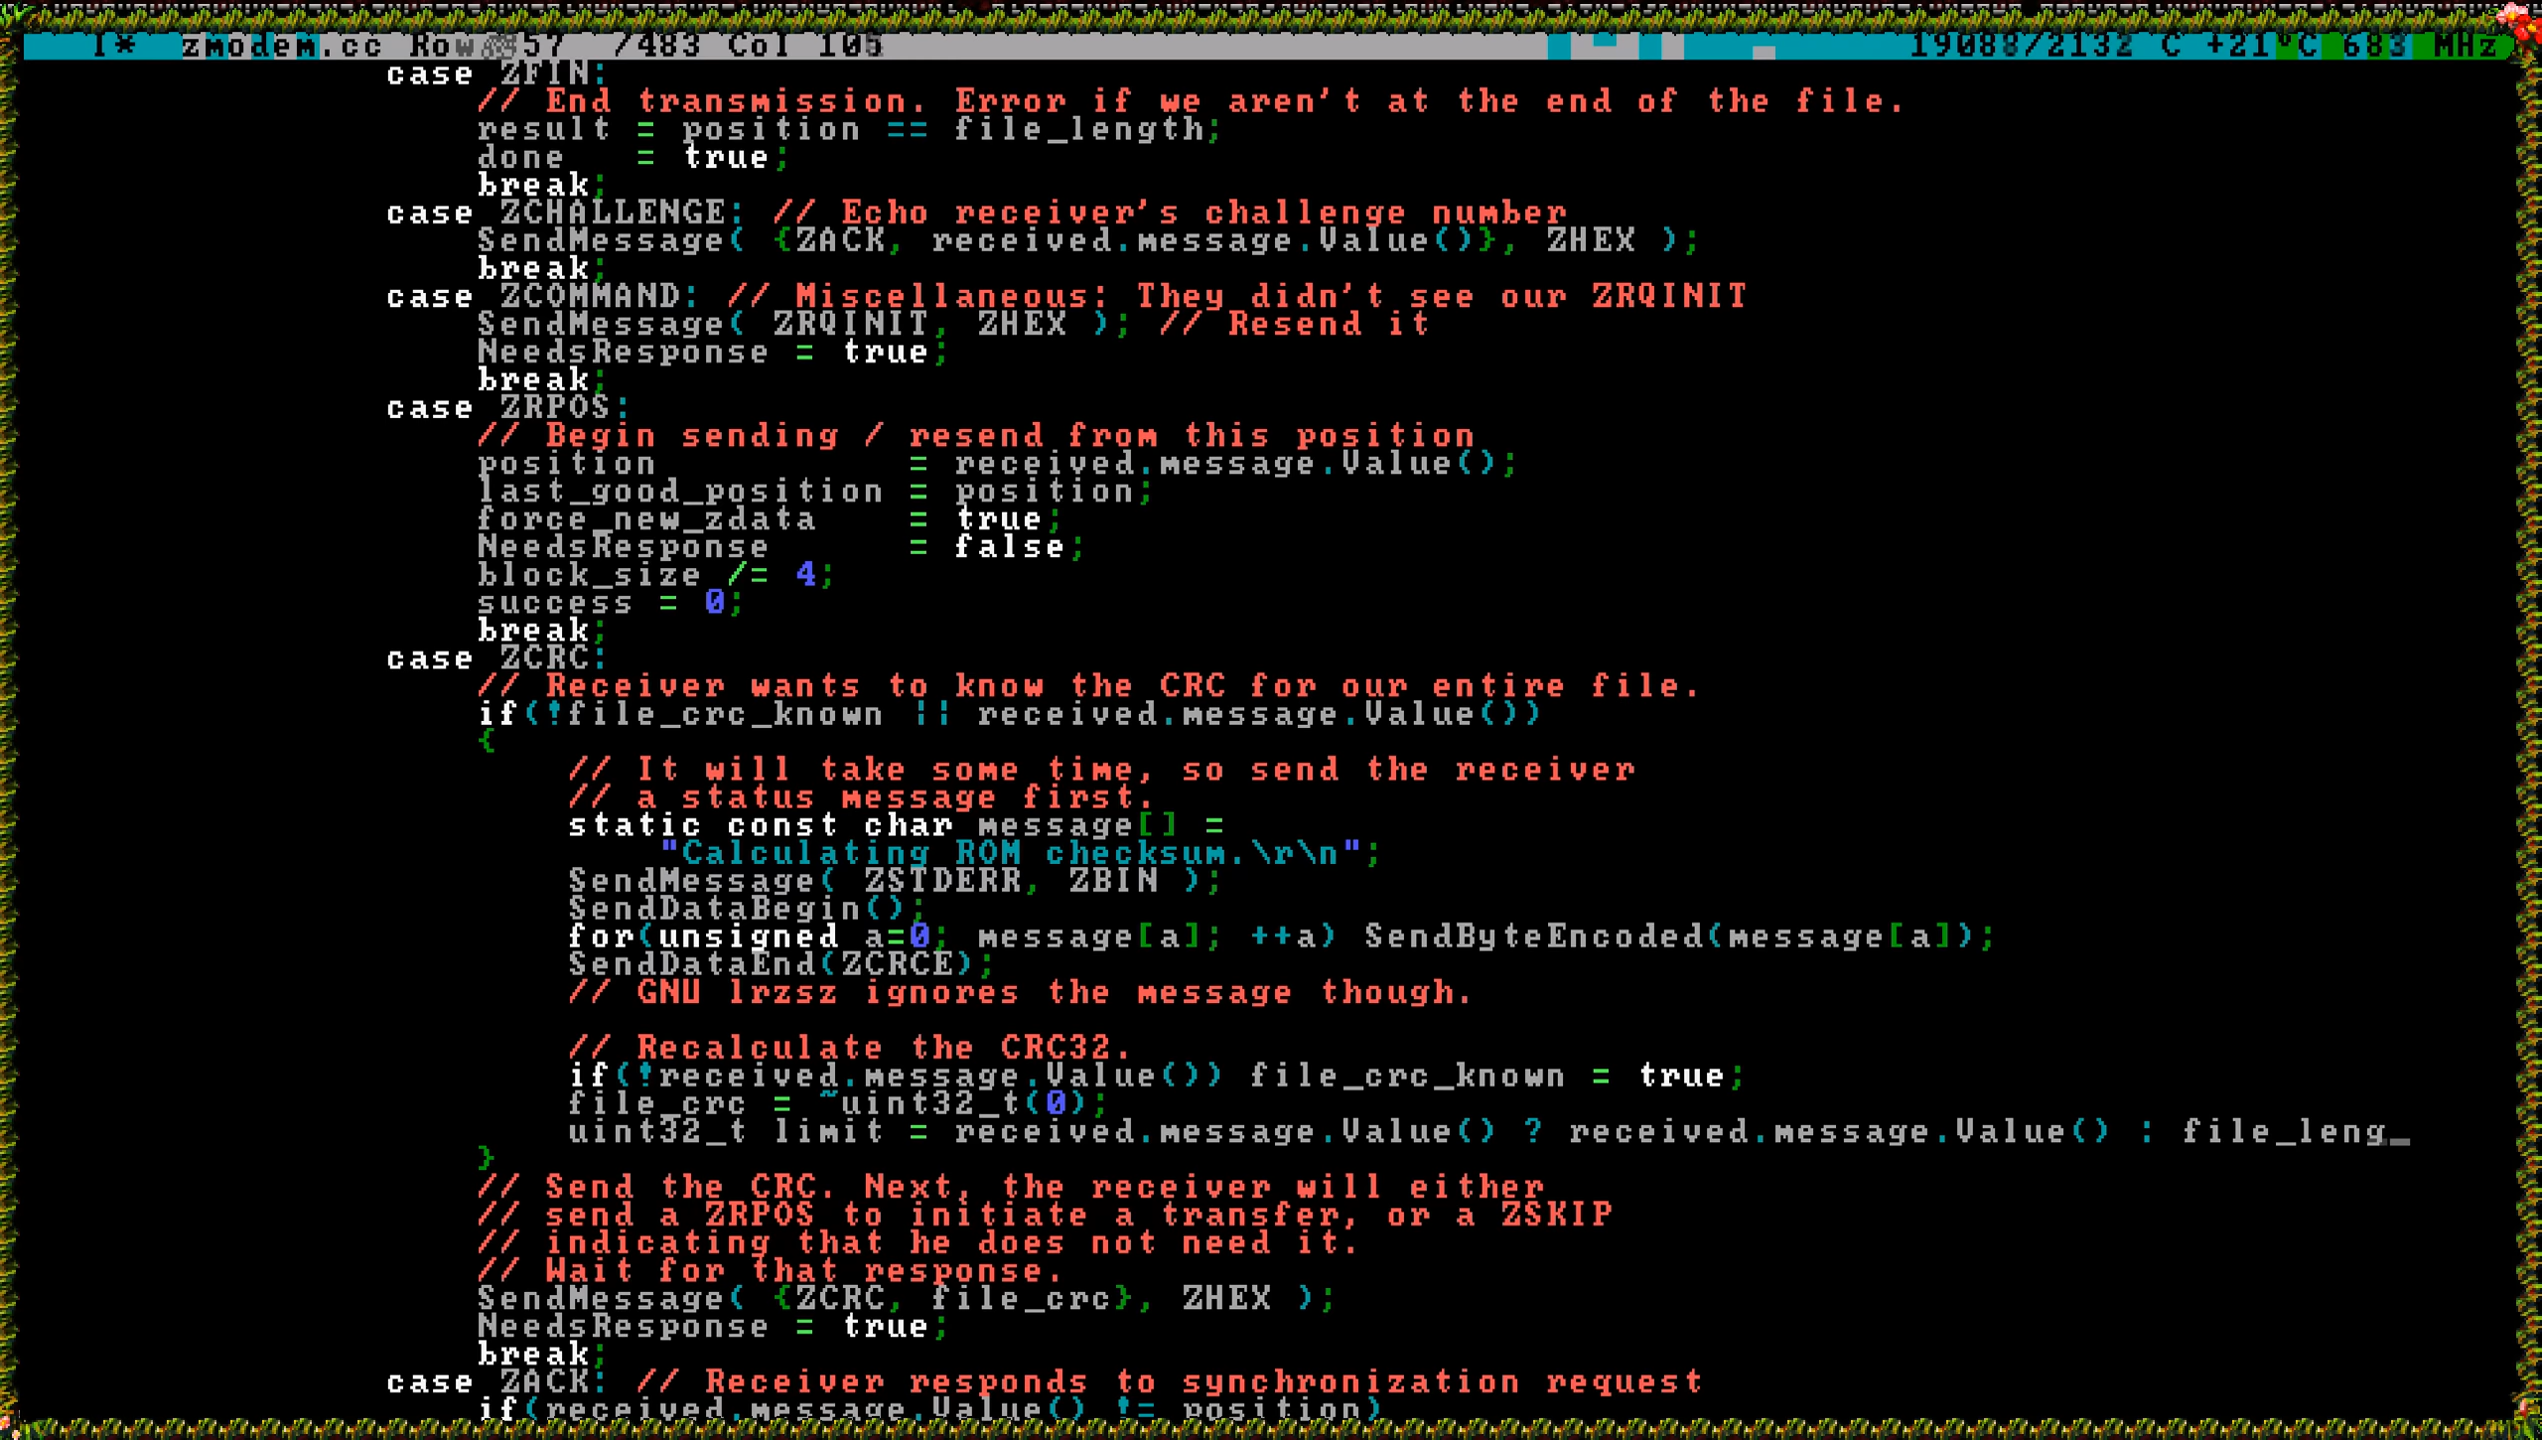 1* zmodem.cc Row 57 /483 Col 105 19088/2132 C +21°C 683 MHz
case ZFIN:
// End transmission. Error if we aren't at the end of the file.
result = position == file_length;
done = true;
break;
case ZCHALLENGE: // Echo receiver's challenge number
SendMessage( {ZACK, received.message.Value()}, ZHEX );
break;
case ZCOMMAND: // Miscellaneous: They didn't see our ZRQINIT
SendMessage( ZRQINIT, ZHEX ); // Resend it
NeedsResponse = true;
break;
case ZRPOS:
// Begin sending / resend from this position
position = received.message.Value();
last_good_position = position;
force_new_zdata = true;
NeedsResponse = false;
block_size /= 4;
success = 0;
break;
case ZCRC:
// Receiver wants to know the CRC for our entire file.
if(!file_crc_known || received.message.Value())
{
// It will take some time, so send the receiver
// a status message first.
static const char message[] =
"Calculating ROM checksum.\r\n";
SendMessage( ZSTDERR, ZBIN );
SendDataBegin();
for(unsigned a=0; message[a]; ++a) SendByteEncoded(message[a]);
SendDataEnd(ZCRCE);
// GNU lrzsz ignores the message though.
// Recalculate the CRC32.
if(!received.message.Value()) file_crc_known = true;
file_crc = ~uint32_t(0);
uint32_t limit = received.message.Value() ? received.message.Value() : file_leng_
}
// Send the CRC. Next, the receiver will either
// send a ZRPOS to initiate a transfer, or a ZSKIP
// indicating that he does not need it.
// Wait for that response.
SendMessage( {ZCRC, file_crc}, ZHEX );
NeedsResponse = true;
break;
case ZACK: // Receiver responds to synchronization request
if(received.message.Value() != position)